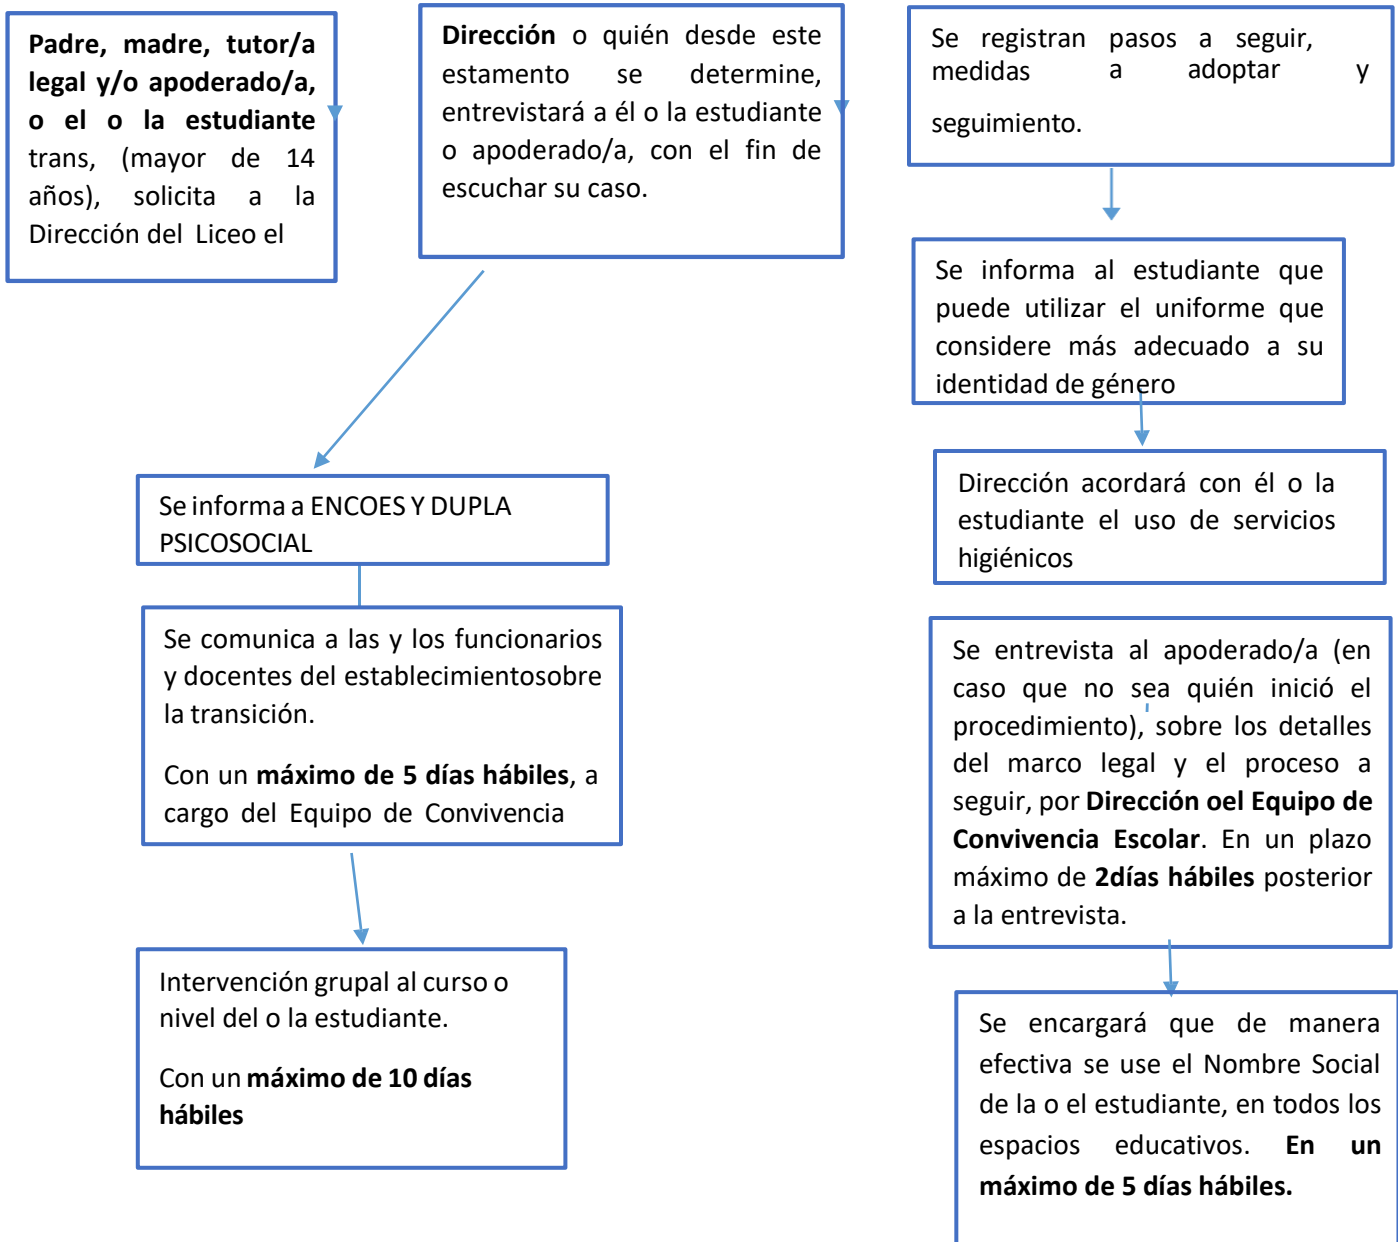 Padre, madre, tutor/a
legal y/o apoderado/a,
o el o la estudiante
trans, (mayor de 14
años), solicita a la
Dirección del Liceo el
Dirección o quién desde este
estamento se determine,
entrevistará a él o la estudiante
o apoderado/a, con el fin de
escuchar su caso.
Se registran pasos a seguir,
medidas a adoptar y
seguimiento.
Se informa al estudiante que
puede utilizar el uniforme que
considere más adecuado a su
identidad de género
Dirección acordará con él o la
estudiante el uso de servicios
higiénicos
Se informa a ENCOES Y DUPLA
PSICOSOCIAL
Se comunica a las y los funcionarios
y docentes del establecimientosobre
la transición.
Con un máximo de 5 días hábiles, a
cargo del Equipo de Convivencia
Se entrevista al apoderado/a (en
caso que no sea quién inició el
procedimiento), sobre los detalles
del marco legal y el proceso a
seguir, por Dirección oel Equipo de
Convivencia Escolar. En un plazo
máximo de 2días hábiles posterior
a la entrevista.
Intervención grupal al curso o
nivel del o la estudiante.
Con un máximo de 10 días
hábiles
Se encargará que de manera
efectiva se use el Nombre Social
de la o el estudiante, en todos los
espacios educativos. En un
máximo de 5 días hábiles.